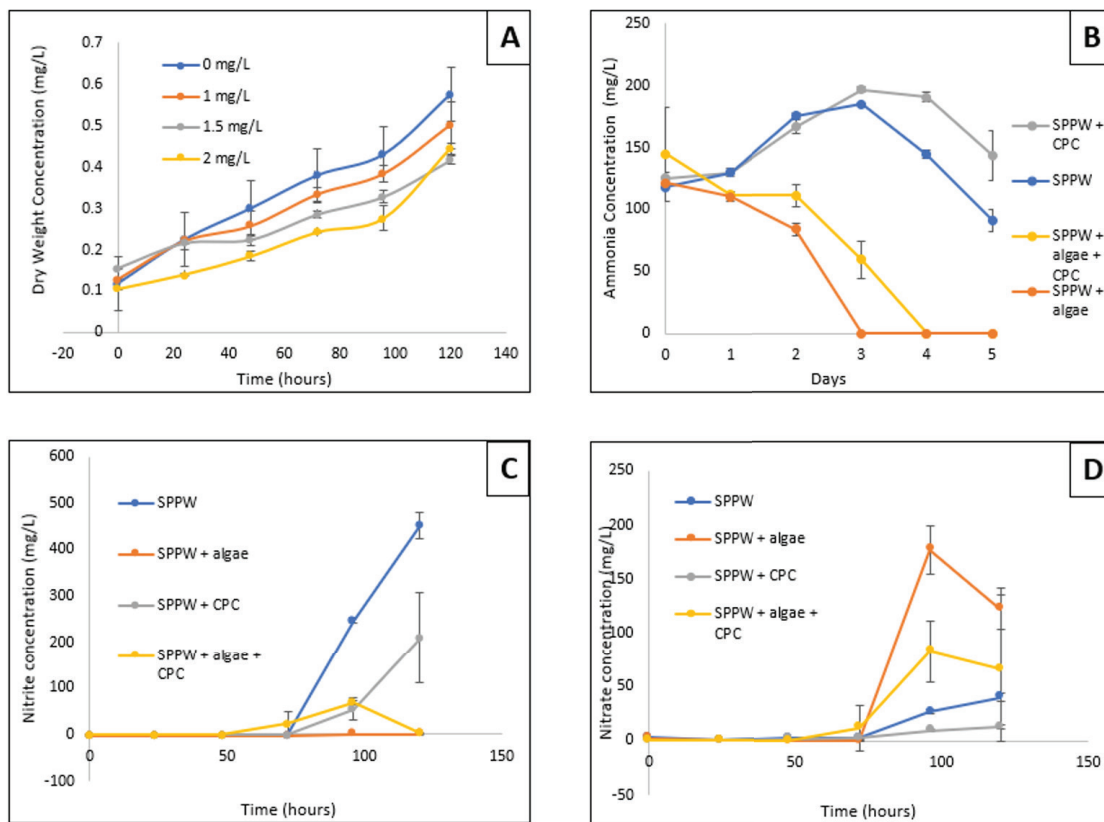 A
Dry Weight Concentration (mg/L)
0.7
0.6
0.5
0.4
0.3
0.2
0.1
0
-20 0 20 40 60 80 100 120 140
Time (hours)
0 mg/L
1 mg/L
1.5 mg/L
2 mg/L
B
Ammonia Concentration (mg/L)
250
200
150
100
50
0
0 1 2 3 4 5
Days
SPPW +
CPC
SPPW
SPPW +
algae +
CPC
SPPW +
algae
C
Nitrite concentration (mg/L)
600
500
400
300
200
100
0
-100
0 50 100 150
Time (hours)
SPPW
SPPW + algae
SPPW + CPC
SPPW + algae +
CPC
D
Nitrate concentration (mg/L)
250
200
150
100
50
0
-50
0 50 100 150
Time (hours)
SPPW
SPPW + algae
SPPW + CPC
SPPW + algae +
CPC